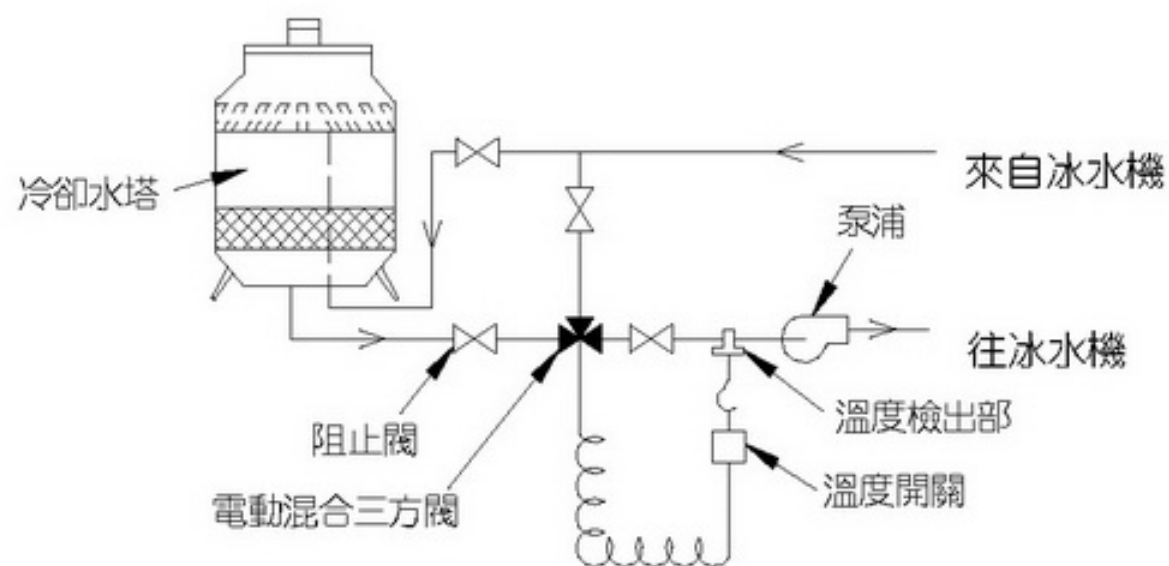 來自冰水機
冷卻水塔
泵浦
往冰水機
溫度檢出部
阻止閥
溫度開關
電動混合三方閥